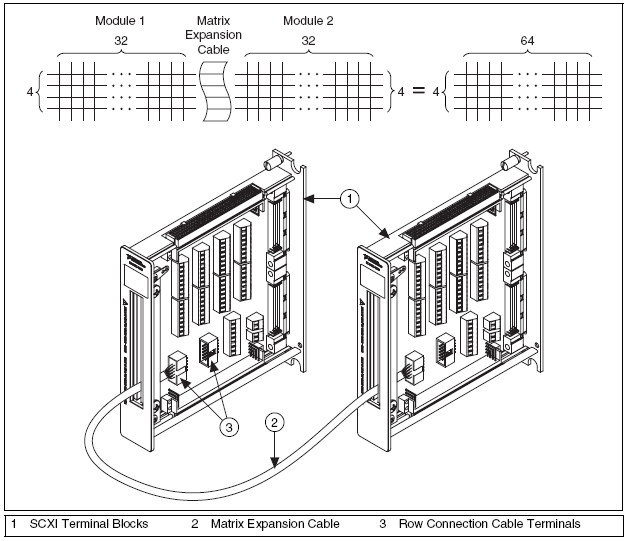 Module 1 Matrix Module 2
Expansion
Cable
32 32 64
4 4 = 4
1
3
2
1 SCXI Terminal Blocks 2 Matrix Expansion Cable 3 Row Connection Cable Terminals